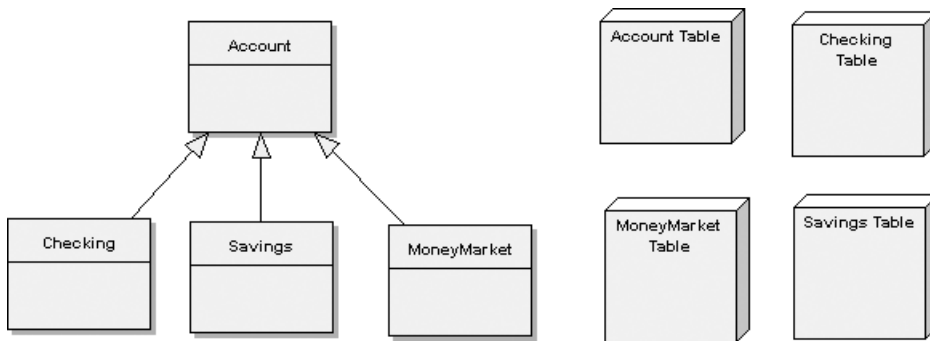 Account
Checking
Savings
MoneyMarket
Account Table
Checking
Table
MoneyMarket
Table
Savings Table